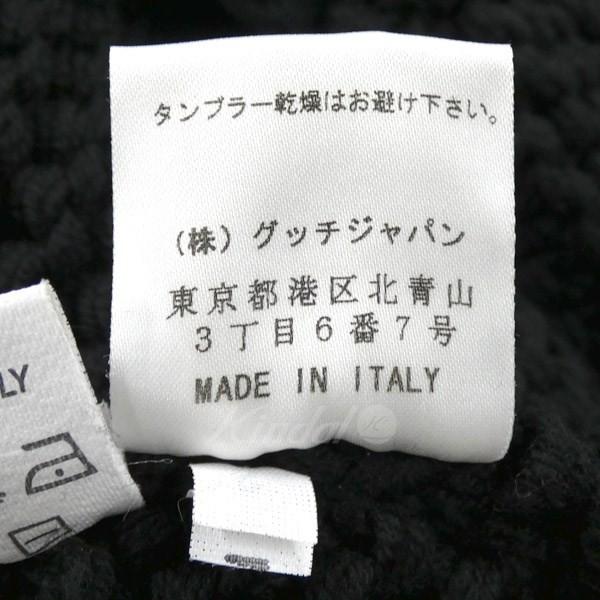 タンブラー乾燥はお避け下さい。
(株) グッチジャパン
東京都港区北青山
3丁目6番7号
MADE IN ITALY
Kindal
LY